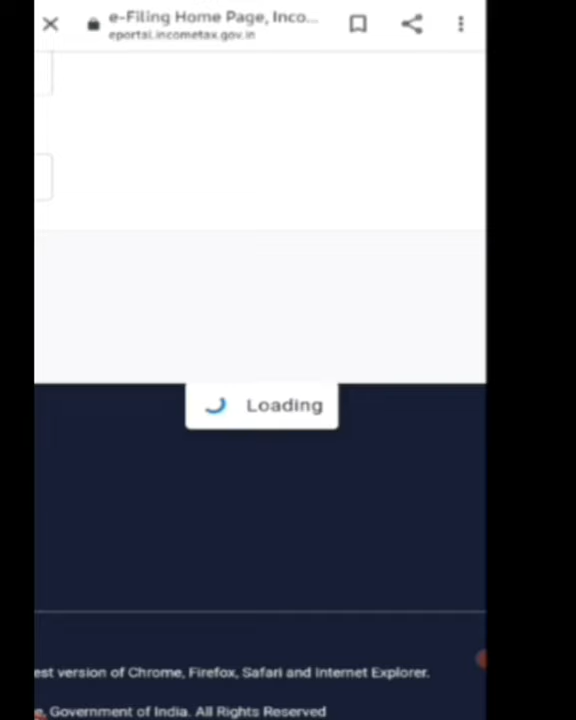 e-Filing Home Page, Inco...
eportal.incometax.gov.in
Loading
est version of Chrome, Firefox, Safari and Internet Explorer.
e, Government of India. All Rights Reserved